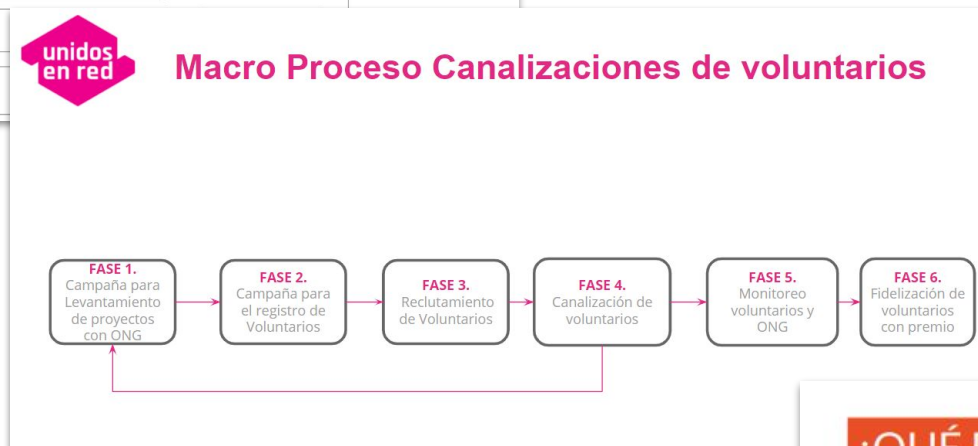 unidos
en red
Macro Proceso Canalizaciones de voluntarios
FASE 1.
Campaña para
Levantamiento
de proyectos
con ONG
FASE 2.
Campaña para
el registro de
Voluntarios
FASE 3.
Reclutamiento
de Voluntarios
FASE 4.
Canalización de
voluntarios
FASE 5.
Monitoreo
voluntarios y
ONG
FASE 6.
Fidelización de
voluntarios
con premio
¿QUÉ